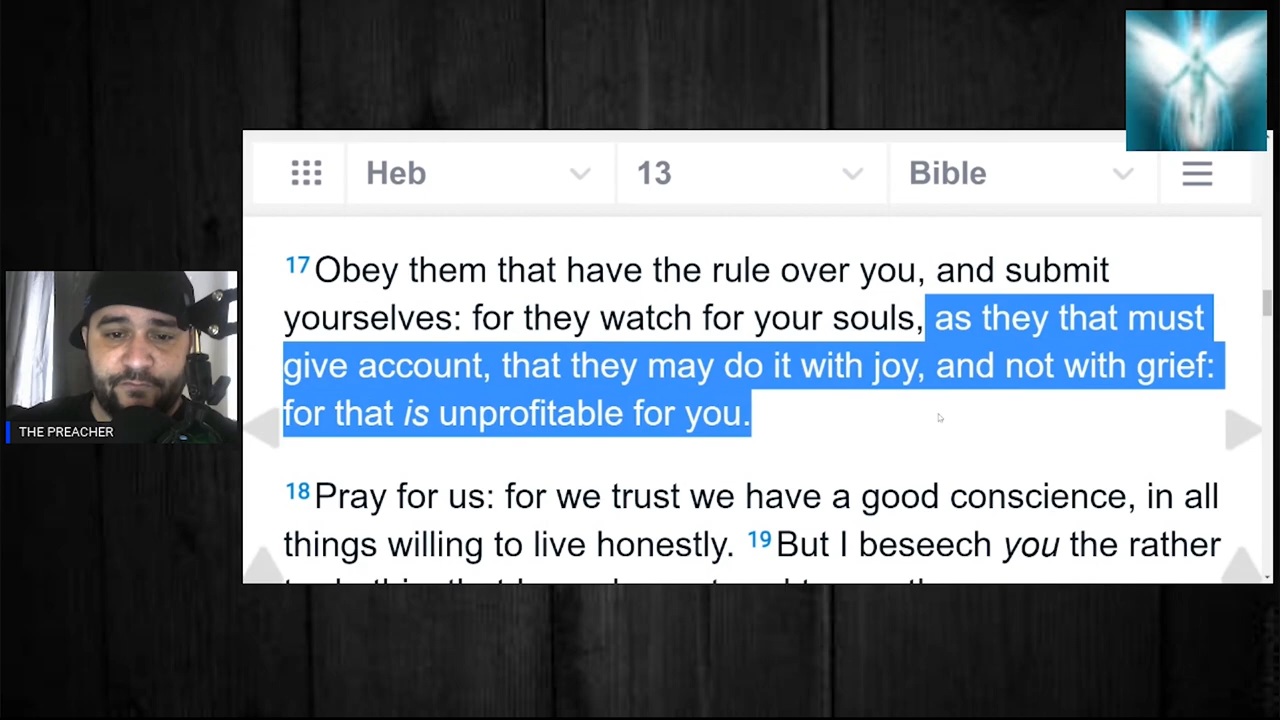 Heb
13
Bible
17 Obey them that have the rule over you, and submit
yourselves: for they watch for your souls, as they that must
give account, that they may do it with joy, and not with grief:
for that is unprofitable for you.
18 Pray for us: for we trust we have a good conscience, in all
things willing to live honestly. 19 But I beseech you the rather
THE PREACHER